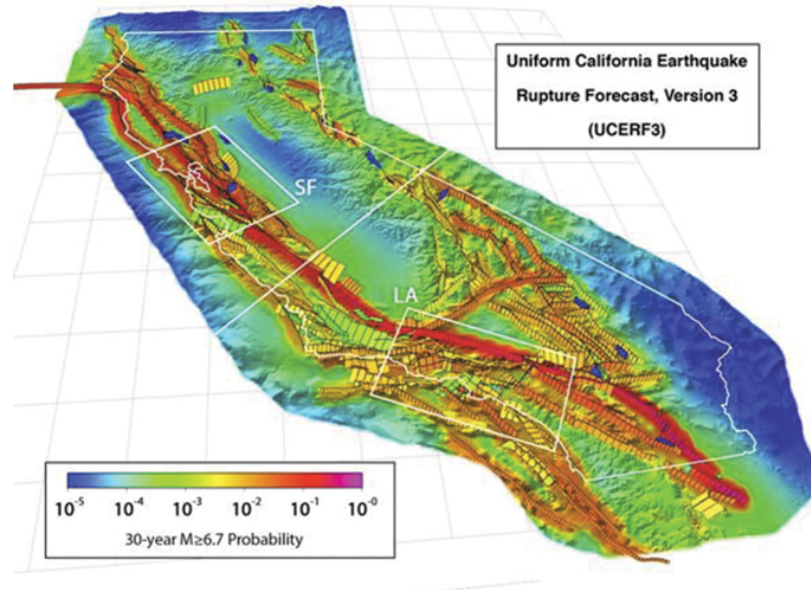 Uniform California Earthquake
Rupture Forecast, Version 3
(UCERF3)
SF
LA
10-5 10-4 10-3 10-2 10-1 10-0
30-year M≥6.7 Probability